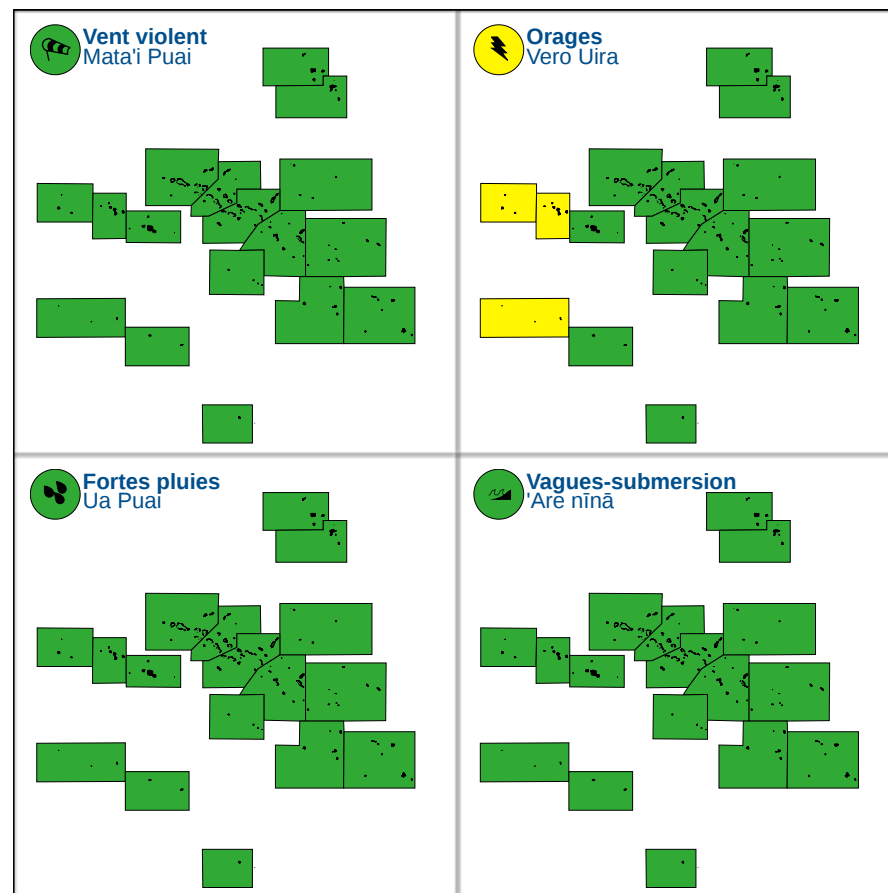 Vent violent
Mata'i Puai
Orages
Vero Uira
Fortes pluies
Ua Puai
Vagues-submersion
'Are nīnā